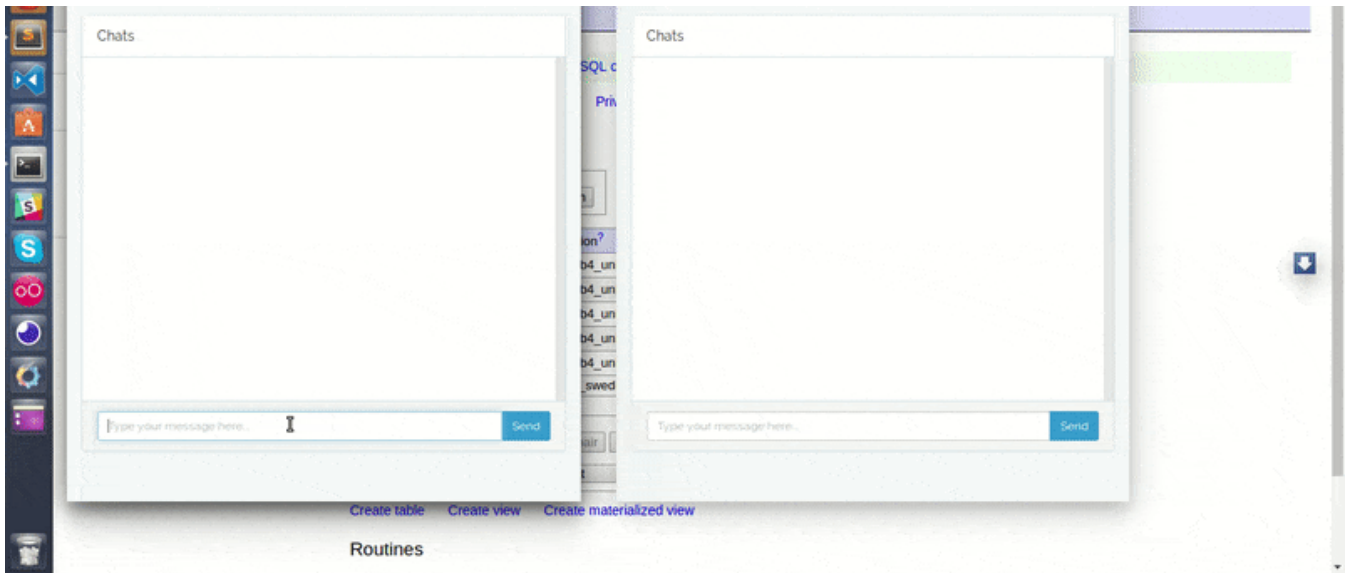 Chats
Chats
SQL
ion?
b4_un
b4_un
b4_un
b4_un
b4_un
_swed
Type your message here...
Send
Type your message here...
Send
air
Create table Create view Create materialized view
Routines